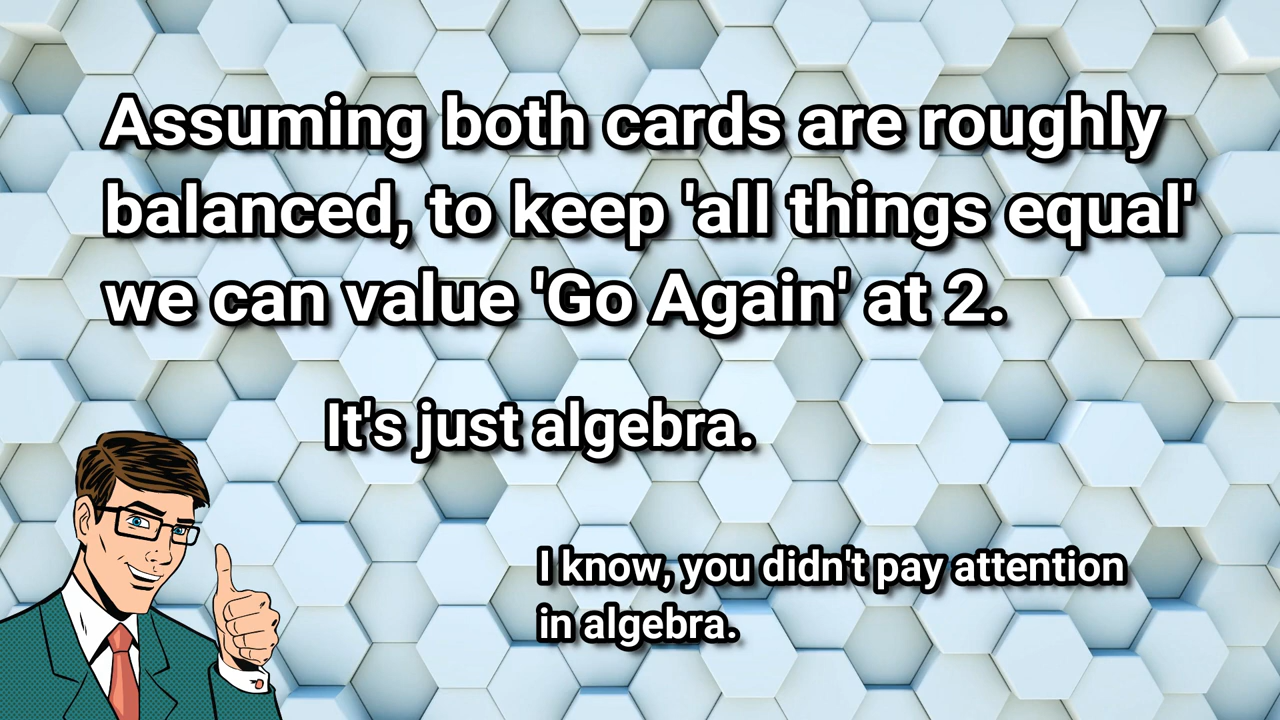 Assuming both cards are roughly
balanced, to keep 'all things equal'
we can value 'Go Again' at 2.
It's just algebra.
I know, you didn't pay attention
in algebra.